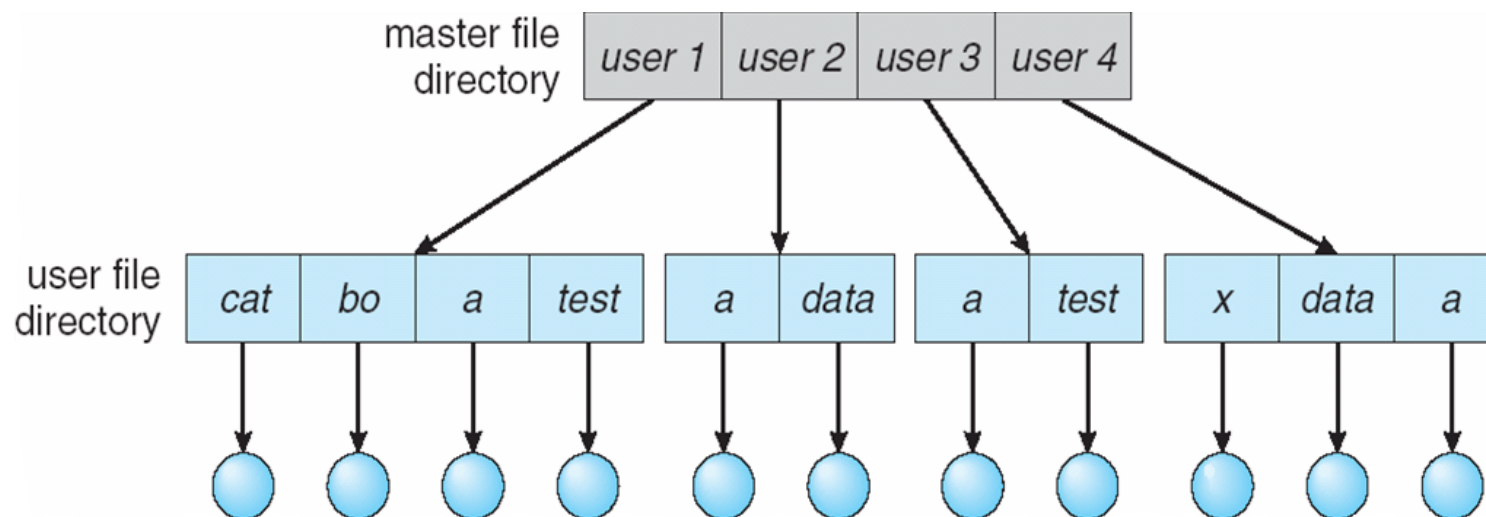 master file
directory
user 1 user 2 user 3 user 4
user file
directory
cat bo a test a data a test x data a